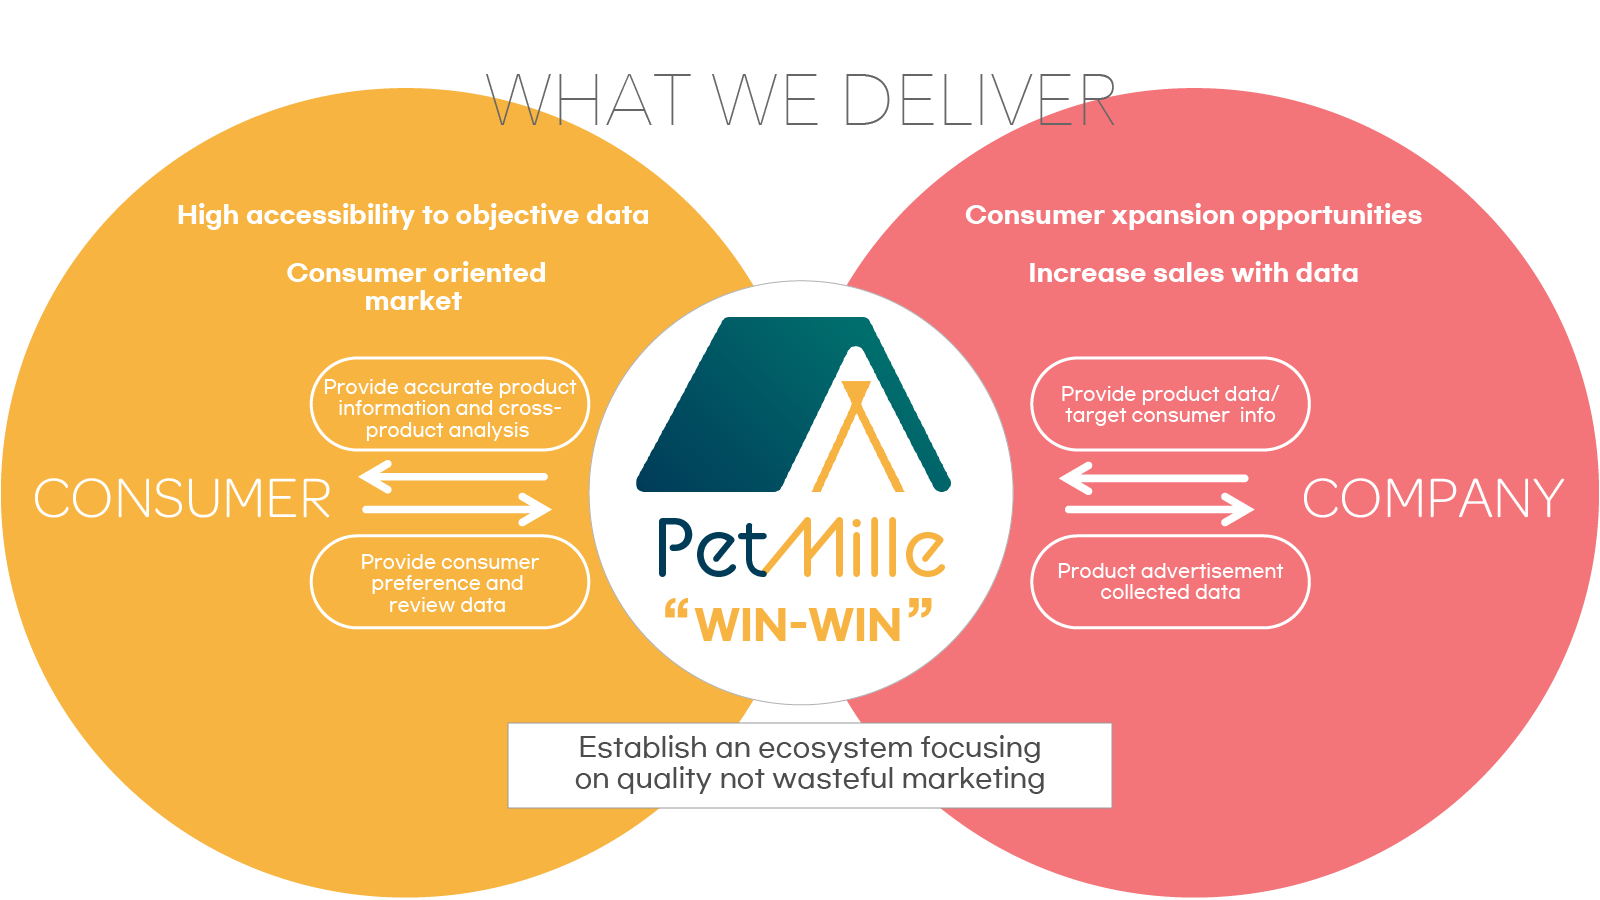 WHAT WE DELIVER
High accessibility to objective data
Consumer oriented
market
Provide accurate product
information and cross-
product analysis
CONSUMER
Provide consumer
preference and
review data
PetMille
“WIN-WIN”
Consumer xpansion opportunities
Increase sales with data
Provide product data/
target consumer info
COMPANY
Product advertisement
collected data
Establish an ecosystem focusing
on quality not wasteful marketing